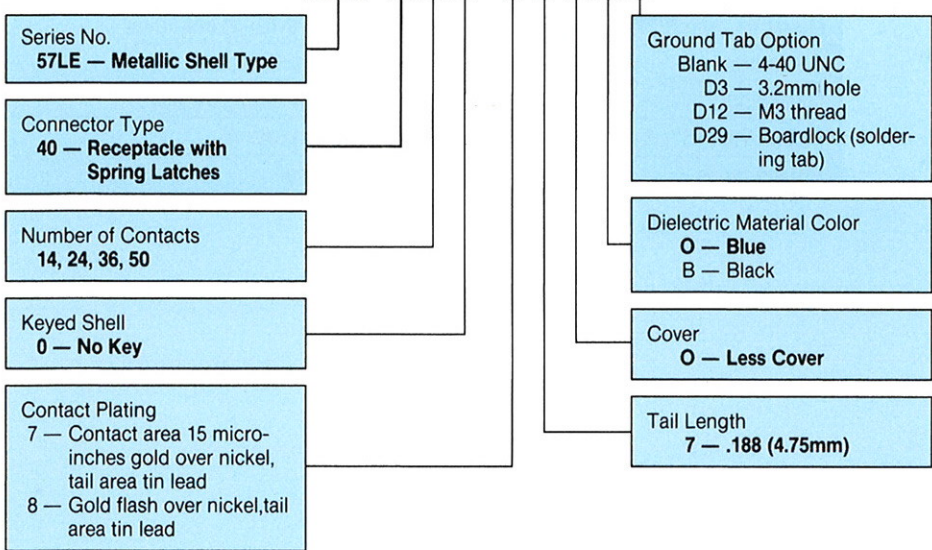 Series No.
57LE — Metallic Shell Type
Connector Type
40 — Receptacle with
Spring Latches
Number of Contacts
14, 24, 36, 50
Keyed Shell
0 — No Key
Contact Plating
7 — Contact area 15 micro-
inches gold over nickel,
tail area tin lead
8 — Gold flash over nickel,tail
area tin lead
Ground Tab Option
Blank — 4-40 UNC
D3 — 3.2mm hole
D12 — M3 thread
D29 — Boardlock (solder-
ing tab)
Dielectric Material Color
O — Blue
B — Black
Cover
O — Less Cover
Tail Length
7 — .188 (4.75mm)